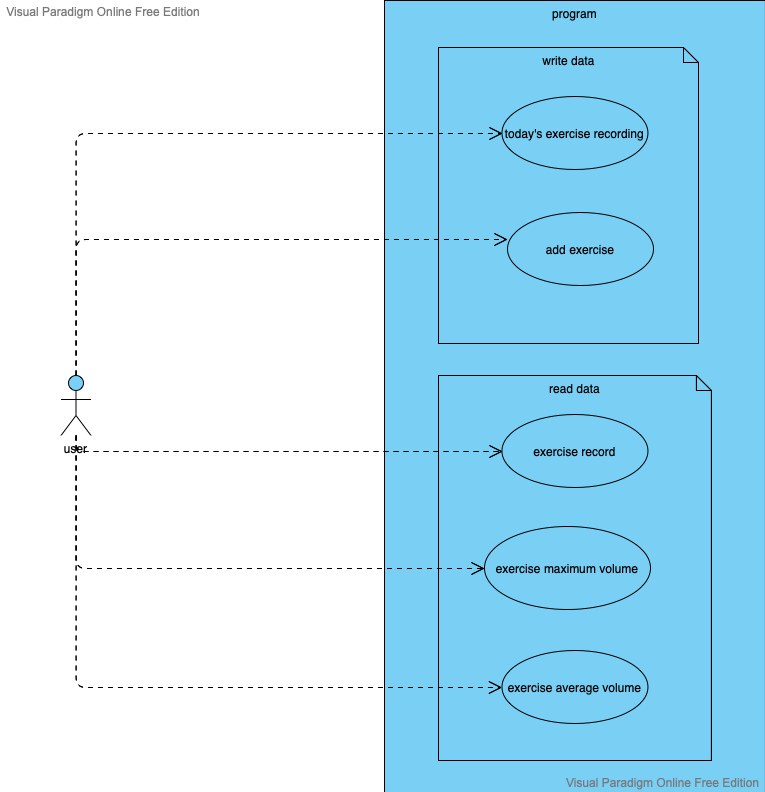 Visual Paradigm Online Free Edition
program
write data
today's exercise recording
add exercise
read data
user
exercise record
exercise maximum volume
exercise average volume
Visual Paradigm Online Free Edition